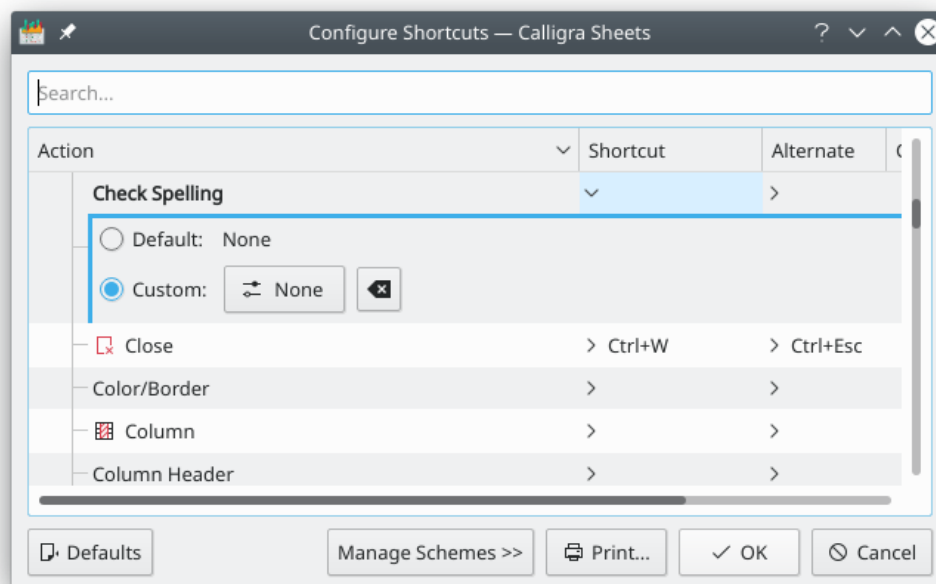 Configure Shortcuts — Calligra Sheets
Search...
Action Shortcut Alternate
Check Spelling
Default: None
Custom: None
Close Ctrl+W Ctrl+Esc
Color/Border
Column
Column Header
Defaults Manage Schemes >> Print... OK Cancel